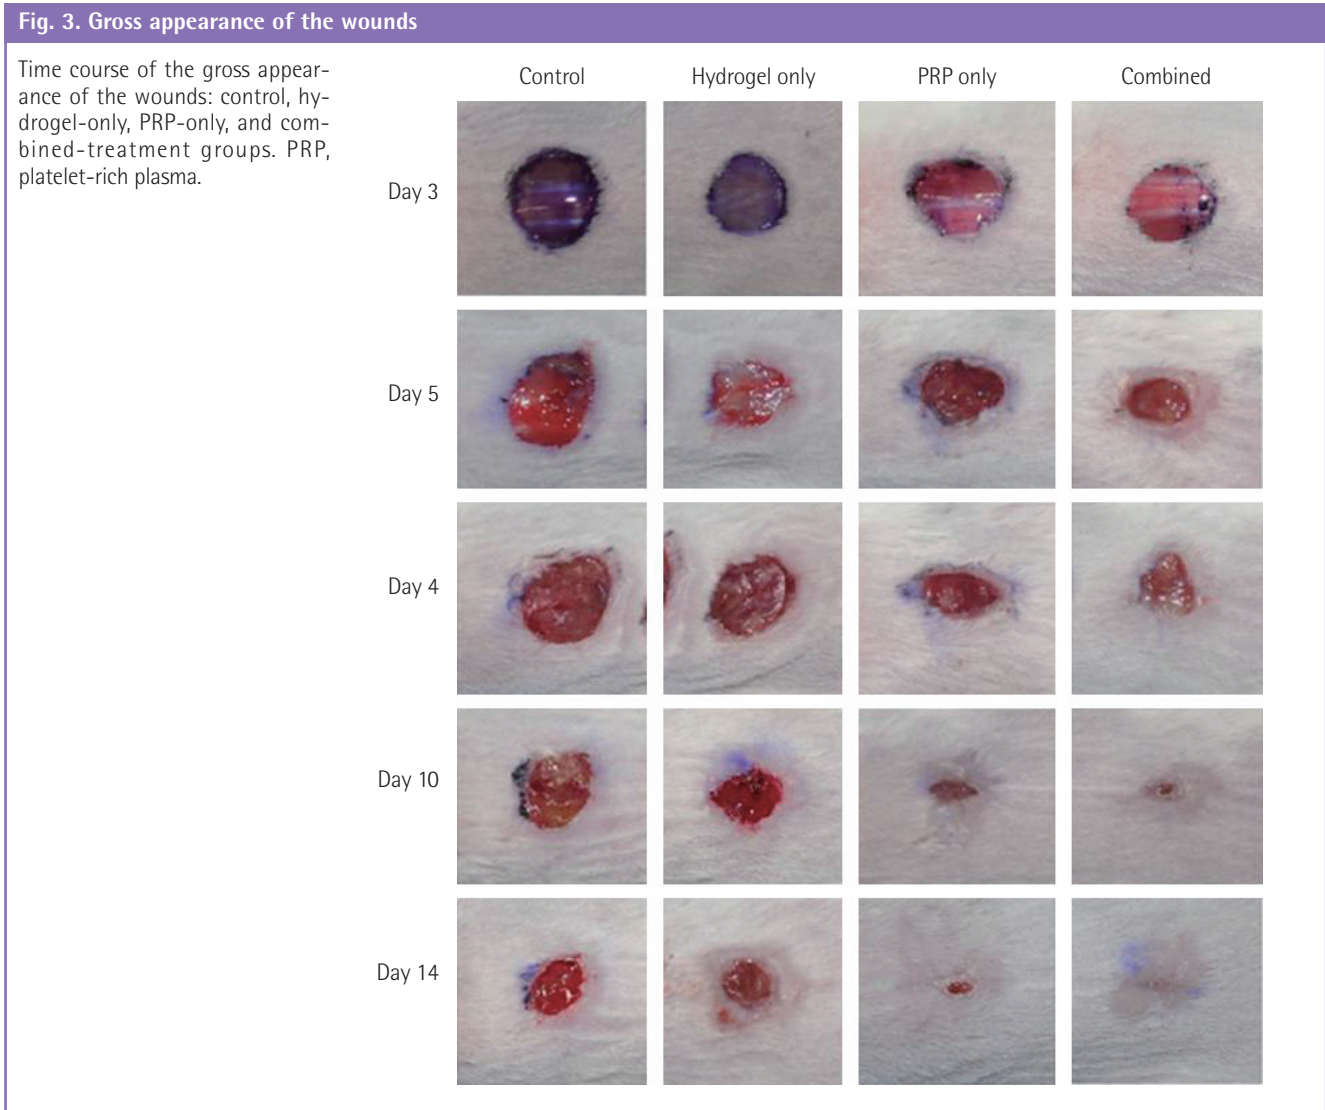 Fig. 3. Gross appearance of the wounds
Time course of the gross appear-
ance of the wounds: control, hy-
drogel-only, PRP-only, and com-
bined-treatment groups. PRP,
platelet-rich plasma.
Control Hydrogel only PRP only Combined
Day 3
Day 5
Day 4
Day 10
Day 14